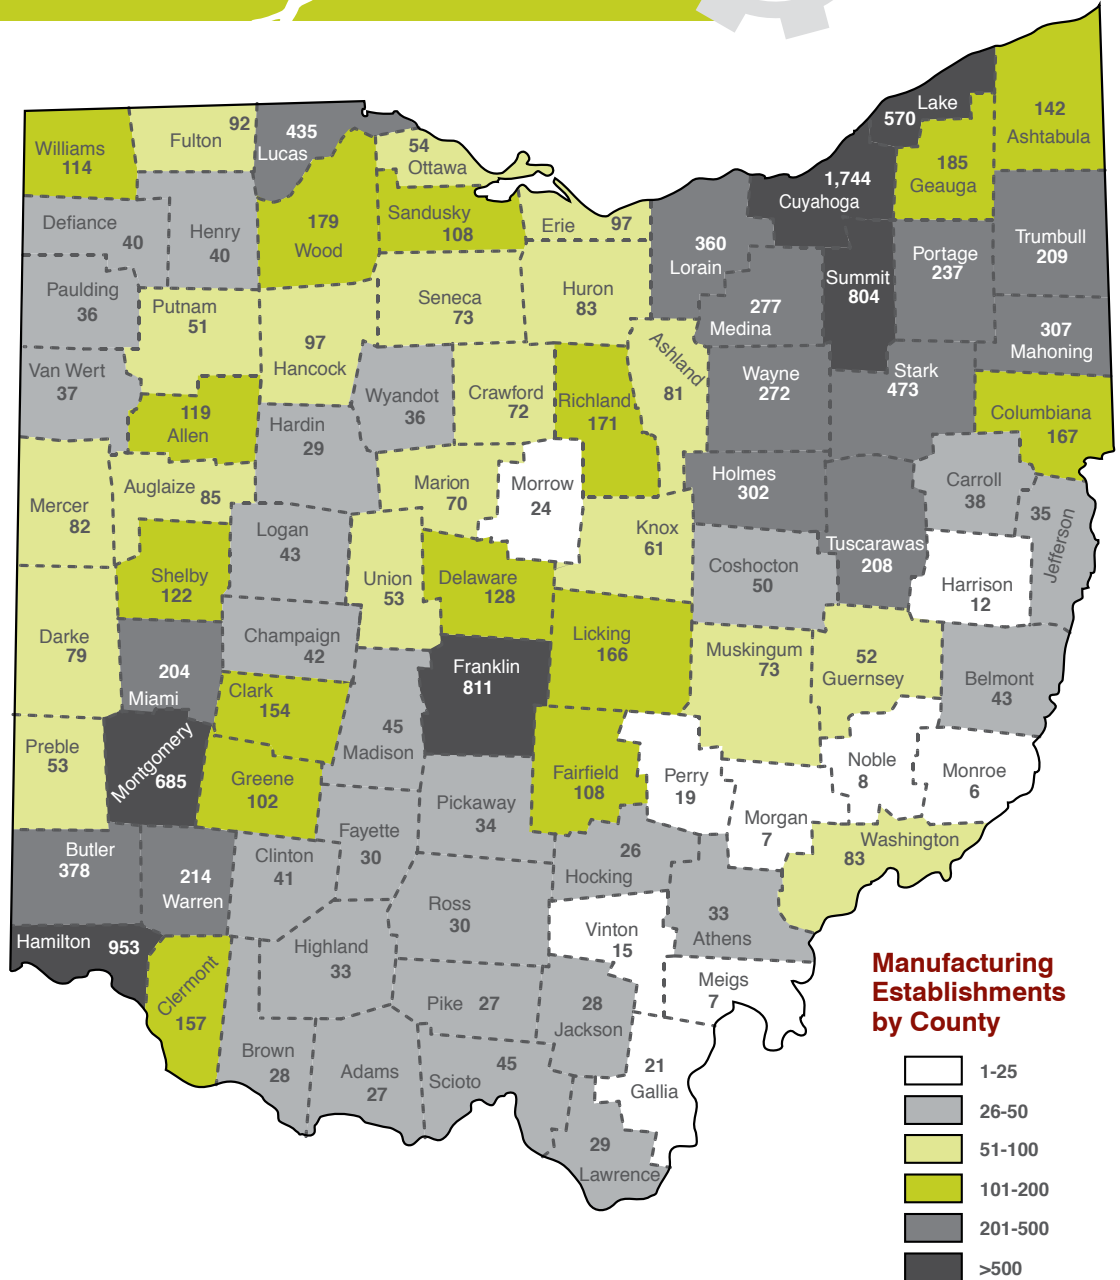 Lake
570
142
Ashtabula
92
Fulton
435
Lucas
54
Ottawa
Williams
114
185
Geauga
1,744
Cuyahoga
Defiance
40
Henry
40
179
Wood
Sandusky
108
Erie 97
360
Lorain
Portage
237
Trumbull
209
Summit
804
Paulding
36
Putnam
51
Seneca
73
Huron
83
277
Medina
307
Mahoning
97
Hancock
Ashland
81
Van Wert
37
Wyandot
36
Crawford
72
Richland
171
Wayne
272
Stark
473
119
Allen
Hardin
29
Columbiana
167
Mercer
82
Auglaize 85
Marion
70
Morrow
24
Holmes
302
Carroll
38
35
Jefferson
Logan
43
Knox
61
Tuscarawas
208
Shelby
122
Union
53
Delaware
128
Coshocton
50
Harrison
12
Darke
79
Champaign
42
Licking
166
Muskingum
73
52
Guernsey
Belmont
43
204
Miami
Clark
154
Franklin
811
45
Madison
Preble
53
Montgomery
685
Greene
102
Fairfield
108
Perry
19
Noble
8
Monroe
6
Pickaway
34
Morgan
7
Fayette
30
Washington
83
Butler
378
214
Warren
Clinton
41
26
Hocking
Ross
30
33
Athens
Vinton
15
Hamilton 953
Highland
33
Meigs
7
Clermont
157
Pike 27
28
Jackson
Brown
28
Adams
27
45
Scioto
21
Gallia
29
Lawrence
Manufacturing
Establishments
by County
1-25
26-50
51-100
101-200
201-500
>500